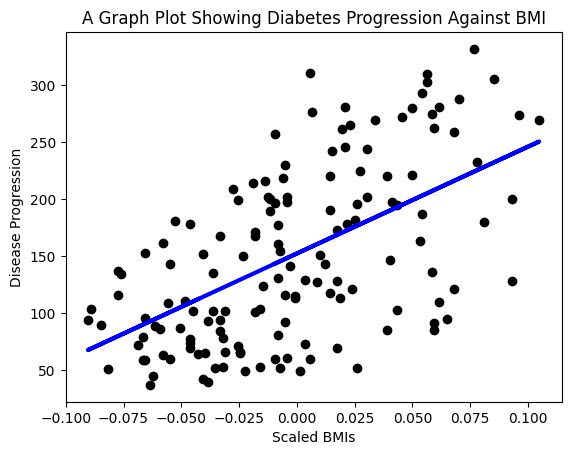 A Graph Plot Showing Diabetes Progression Against BMI
Disease Progression
300
250
200
150
100
50
−0.100 −0.075 −0.050 −0.025 0.000 0.025 0.050 0.075 0.100
Scaled BMIs